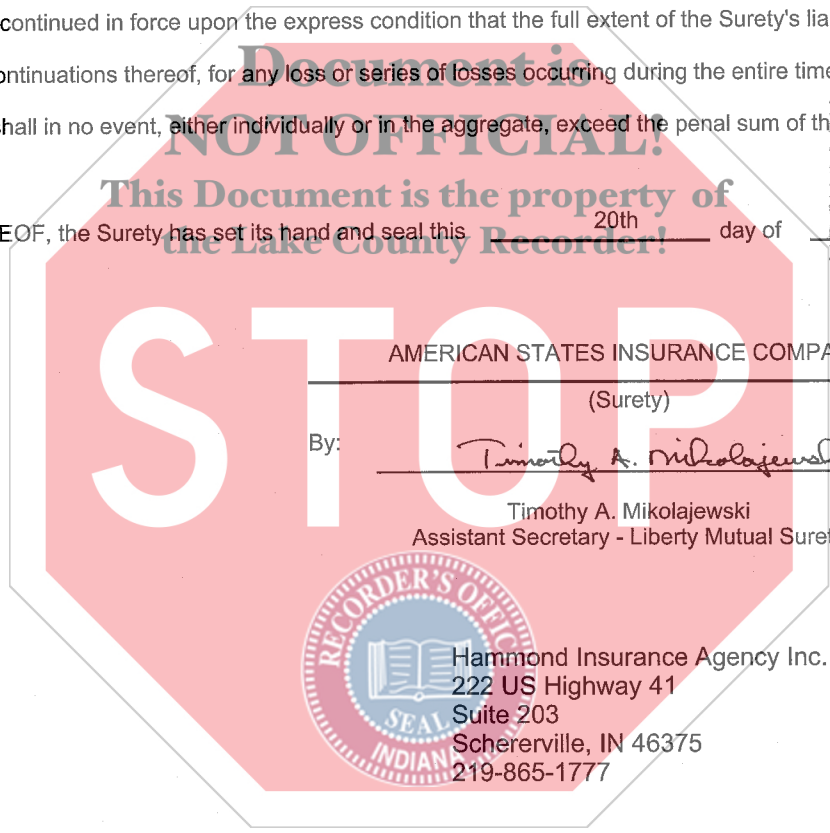 continued in force upon the express condition that the full extent of the Surety's lia
Document is
ontinuations thereof, for any loss or series of losses occurring during the entire time
hall in no event, either individually or in the aggregate, exceed the penal sum of th
NOT OFFICIAL!
This Document is the property of
EOF, the Surety has set its hand and seal this 20th day of
the Lake County Recorder!
STOP
AMERICAN STATES INSURANCE COMPA
(Surety)
By: Timothy A. Mikolajewsk
Timothy A. Mikolajewski
Assistant Secretary - Liberty Mutual Suret
RECORDER'S OFFICE
SEAL
INDIANA
Hammond Insurance Agency Inc.
222 US Highway 41
Suite 203
Schererville, IN 46375
219-865-1777